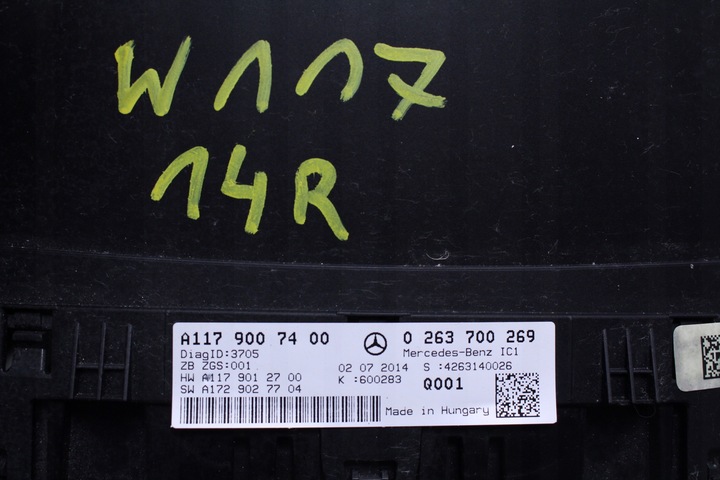 W117
14R
A117 900 74 00 0 263 700 269
DiagID:3705 Mercedes-Benz IC1
ZB ZGS:001 02 07 2014 S :4263140026
HW A117 901 27 00 K :600283 Q001
SW A172 902 77 04
Made in Hungary